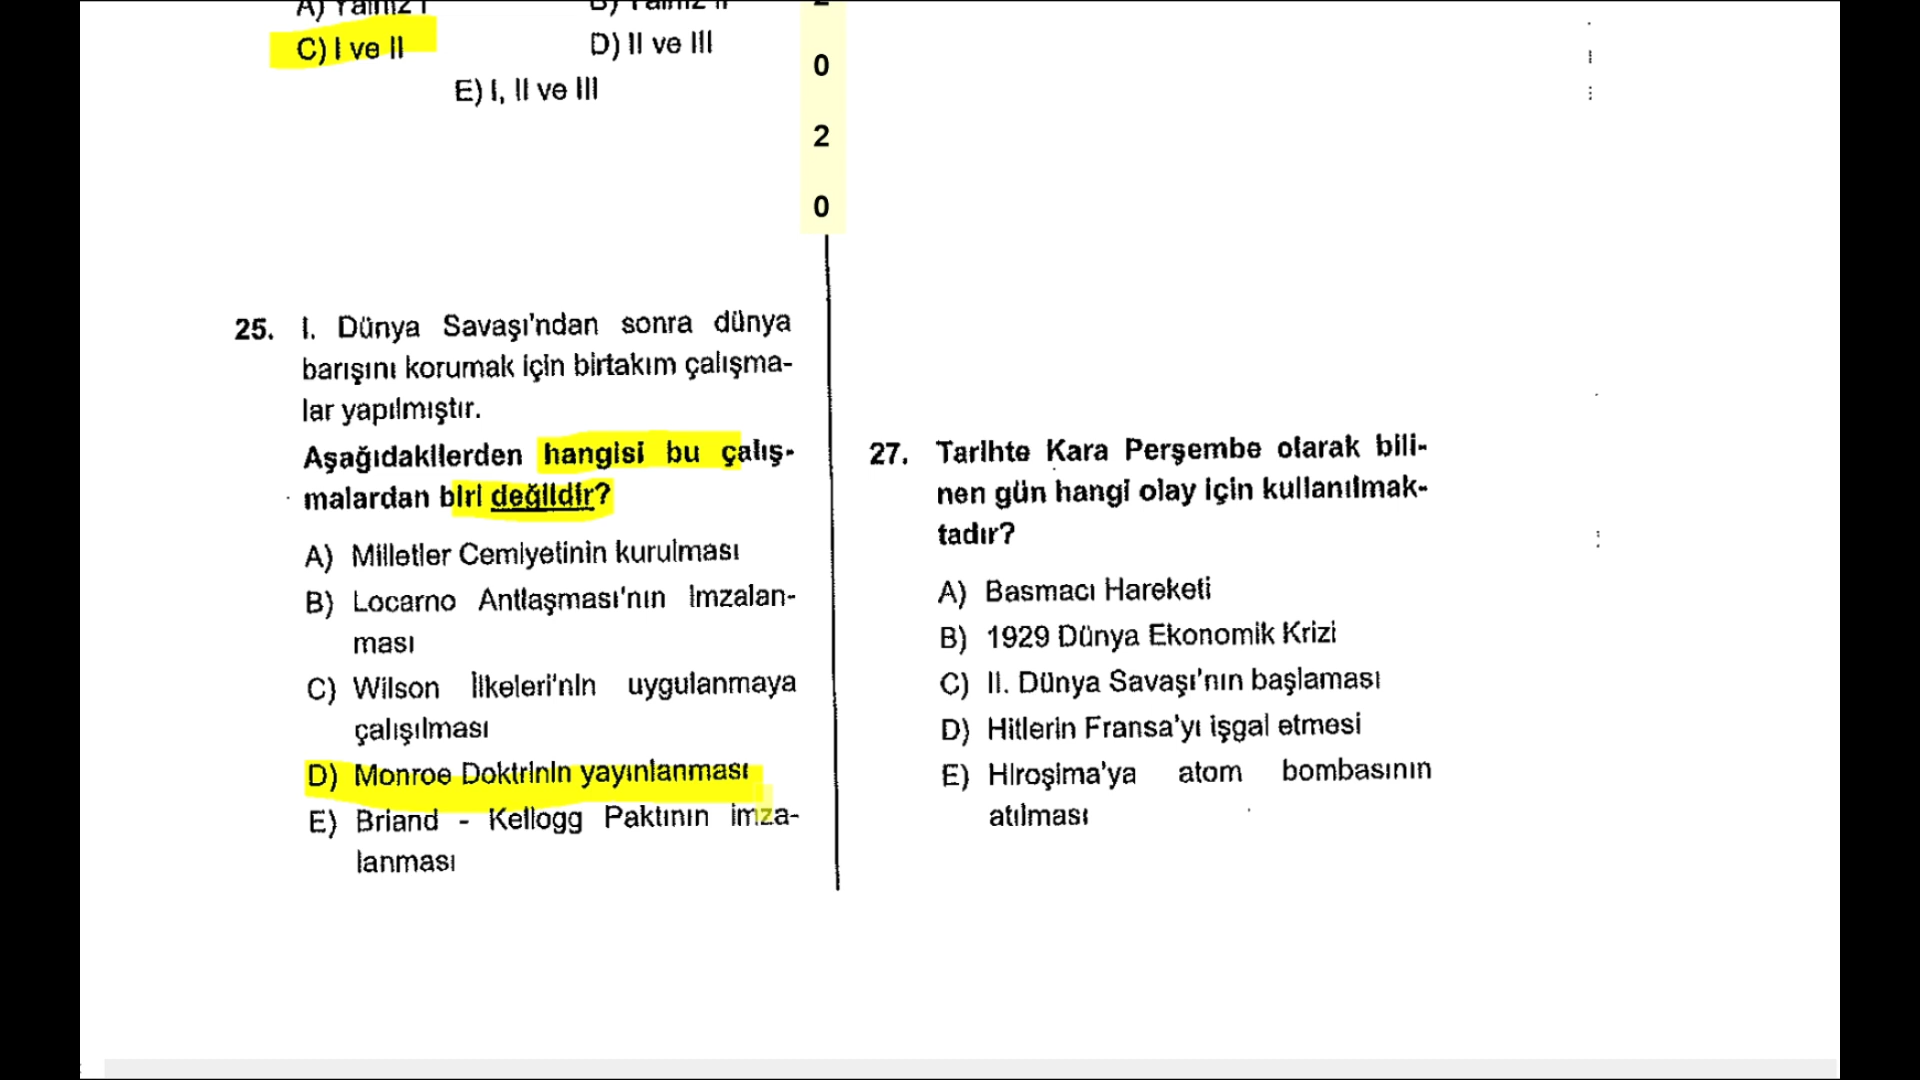 A) Yalnız I
B) Yalnız II
C) I ve II
D) II ve III
E) I, II ve III
2
0
2
0
25. I. Dünya Savaşı'ndan sonra dünya
barışını korumak için birtakım çalışma-
lar yapılmıştır.
Aşağıdakilerden hangisi bu çalış-
malardan biri değildir?
A) Milletler Cemiyetinin kurulması
B) Locarno Antlaşması'nın imzalan-
ması
C) Wilson İlkeleri'nin uygulanmaya
çalışılması
D) Monroe Doktrinin yayınlanması
E) Briand - Kellogg Paktının imza-
lanması
27. Tarihte Kara Perşembe olarak bili-
nen gün hangi olay için kullanılmak-
tadır?
A) Basmacı Hareketi
B) 1929 Dünya Ekonomik Krizi
C) II. Dünya Savaşı'nın başlaması
D) Hitlerin Fransa'yı işgal etmesi
E) Hiroşima'ya atom bombasının
atılması